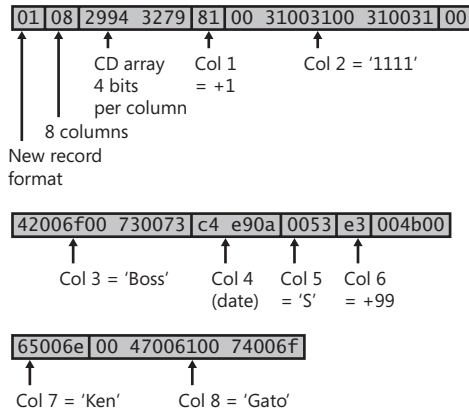 01 08 2994 3279 81 00 31003100 310031 00
CD array
4 bits
per column
Col 1
= +1
Col 2 = '1111'
8 columns
New record
format
42006f00 730073 c4 e90a 0053 e3 004b00
Col 3 = 'Boss'
Col 4
(date)
Col 5
= 'S'
Col 6
= +99
65006e 00 47006100 74006f
Col 7 = 'Ken'
Col 8 = 'Gato'